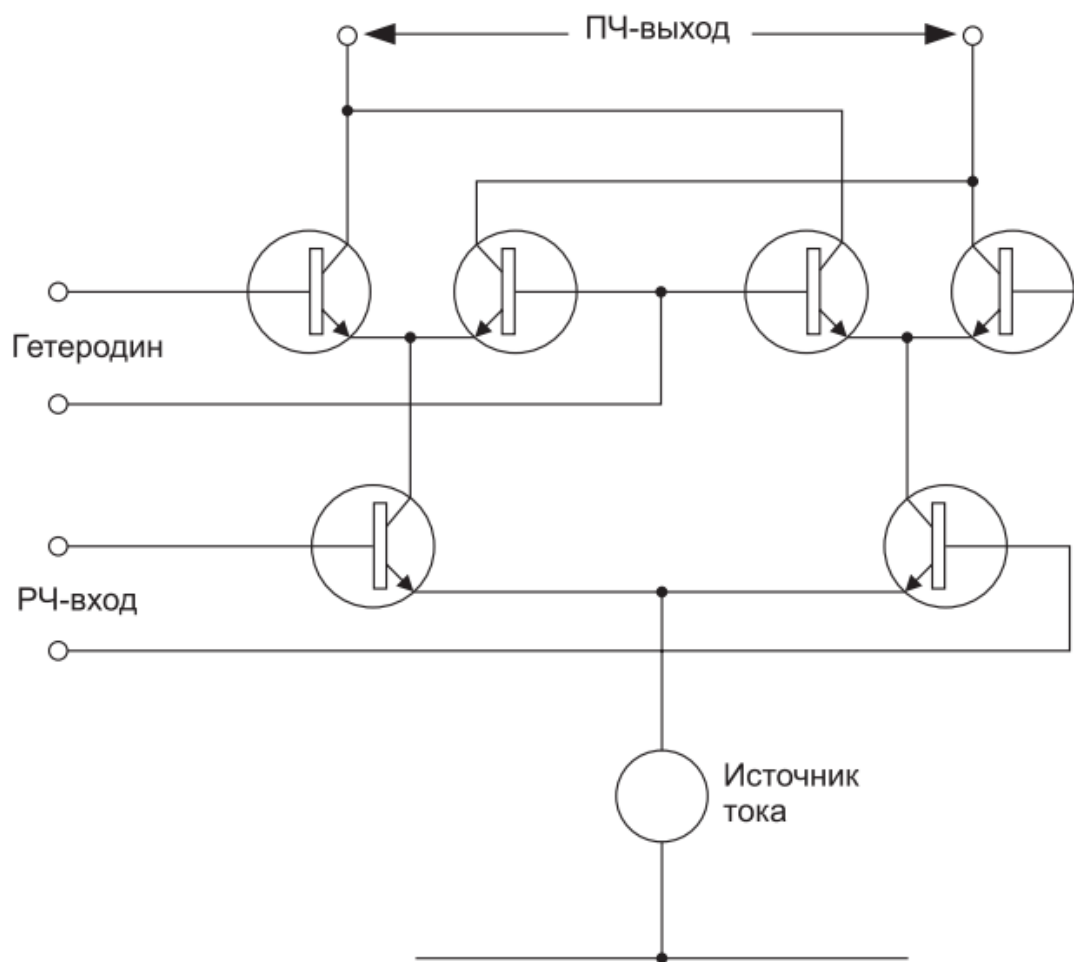 ПЧ-выход
Гетеродин
РЧ-вход
Источник
тока